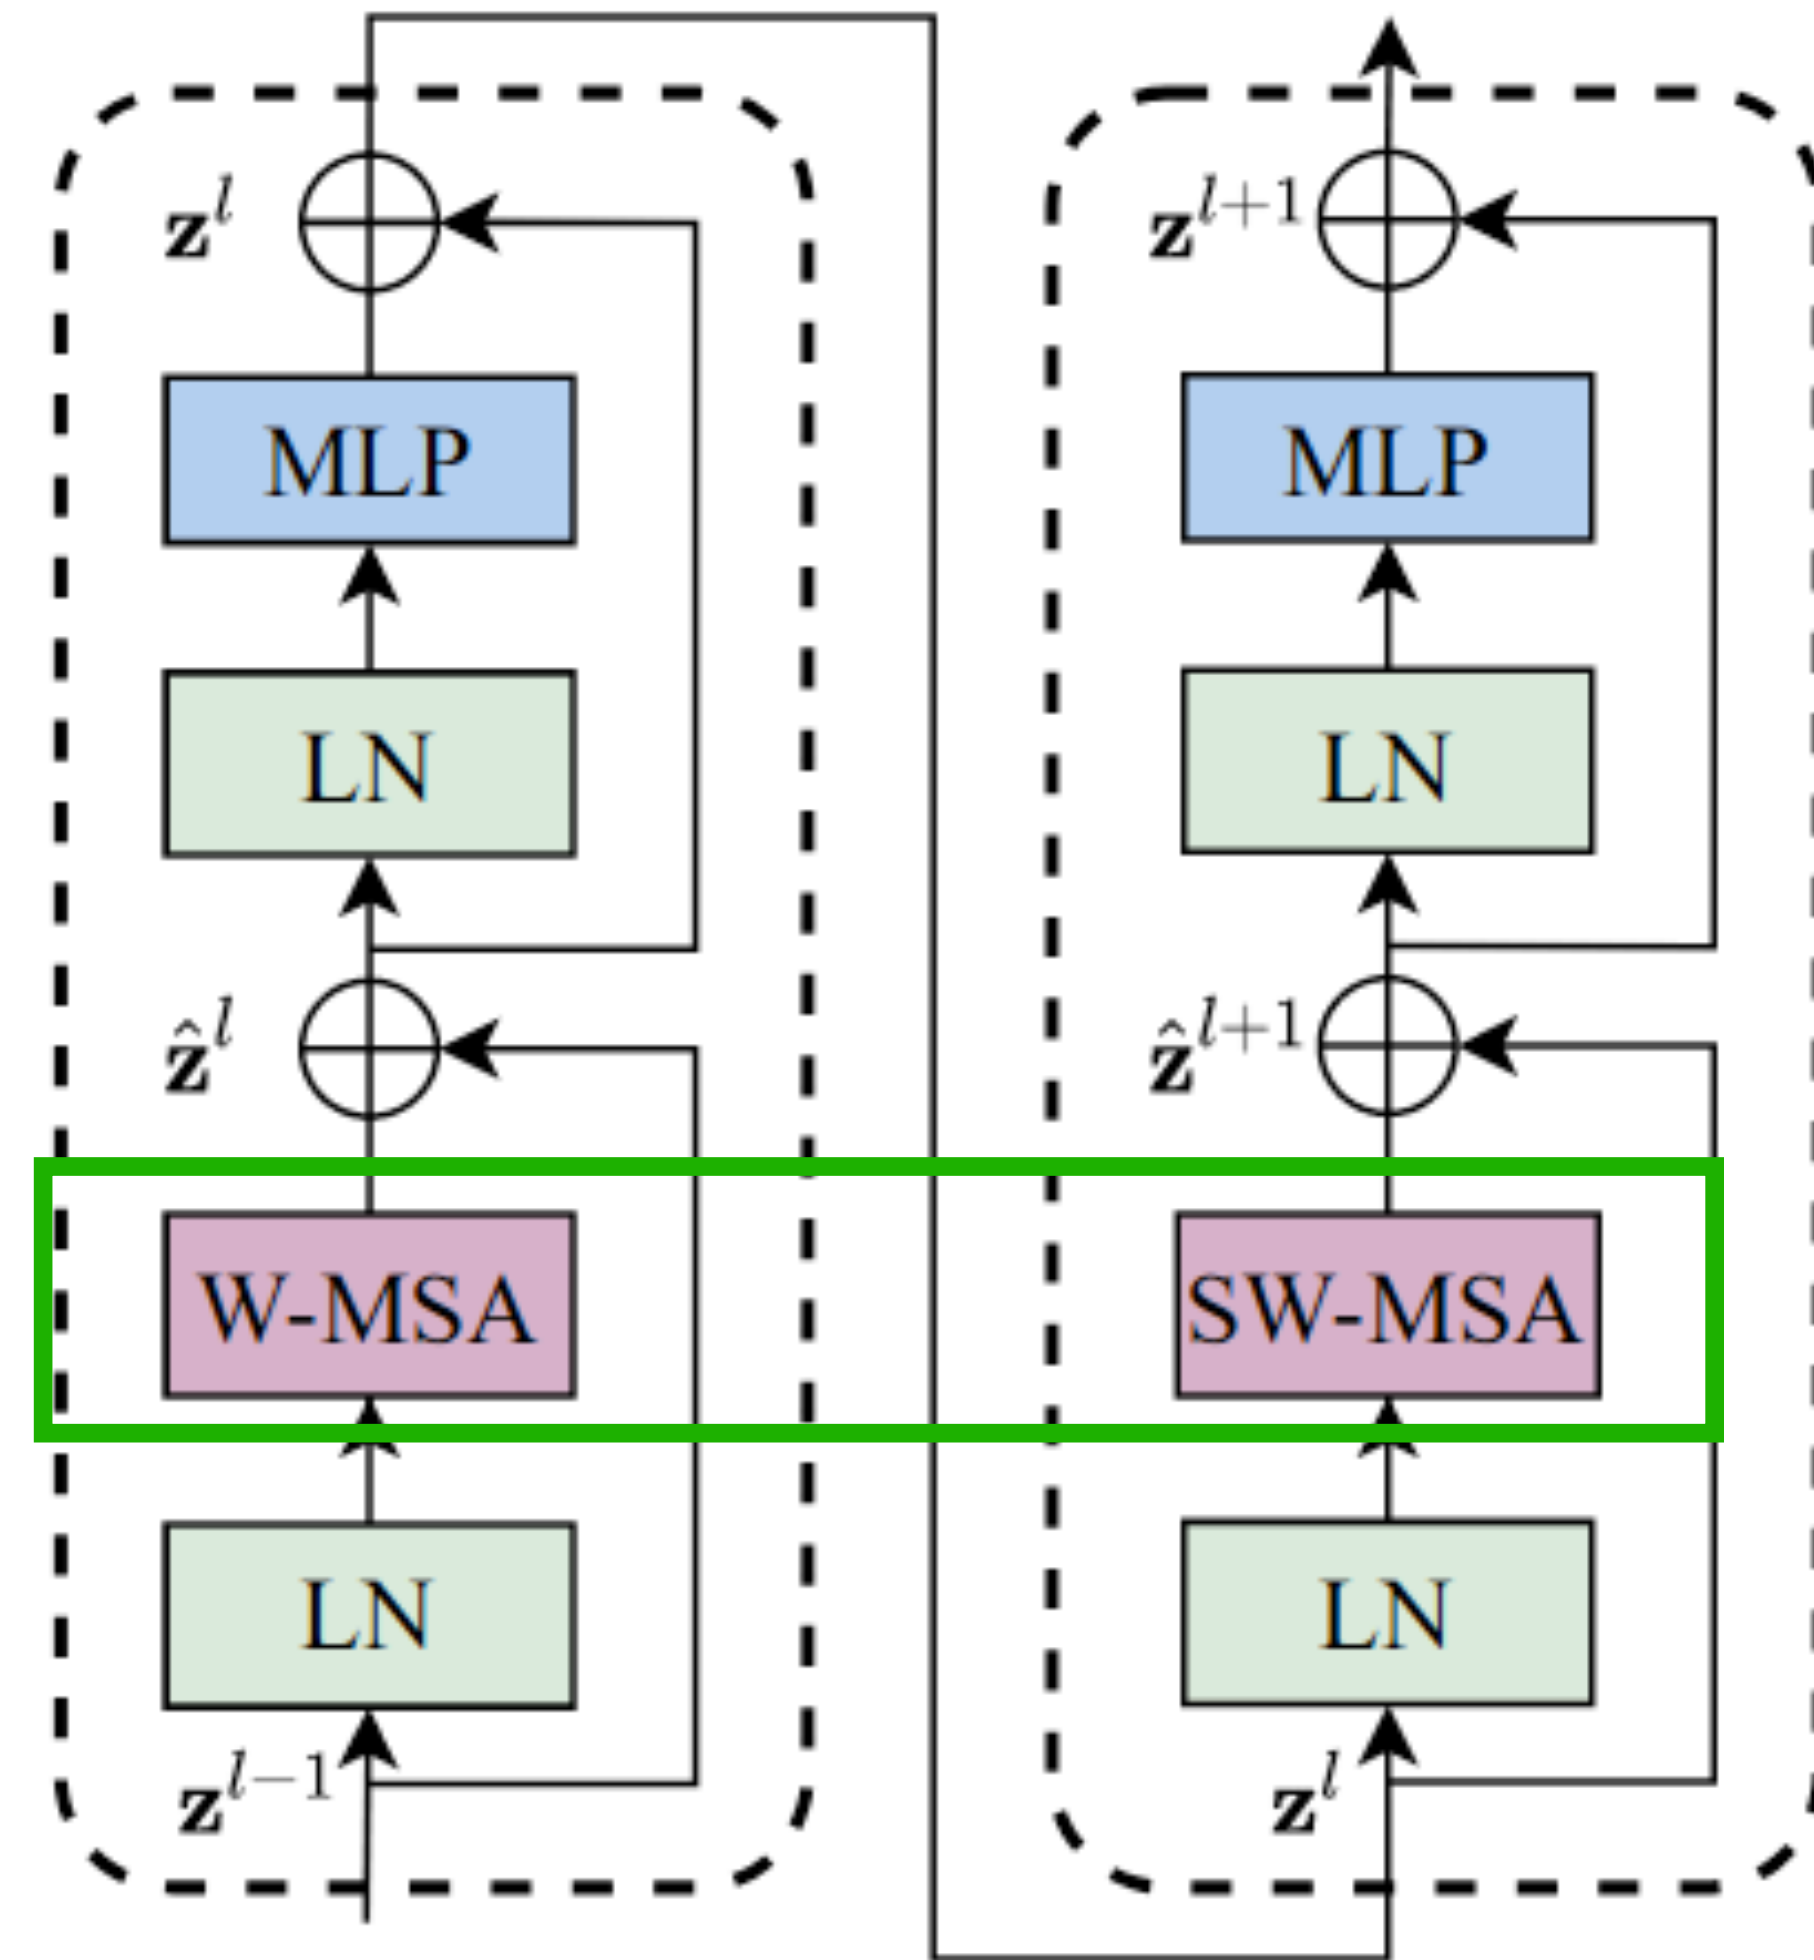 z^l
MLP
LN
ẑ^l
W-MSA
LN
z^{l-1}
z^{l+1}
MLP
LN
ẑ^{l+1}
SW-MSA
LN
z^l